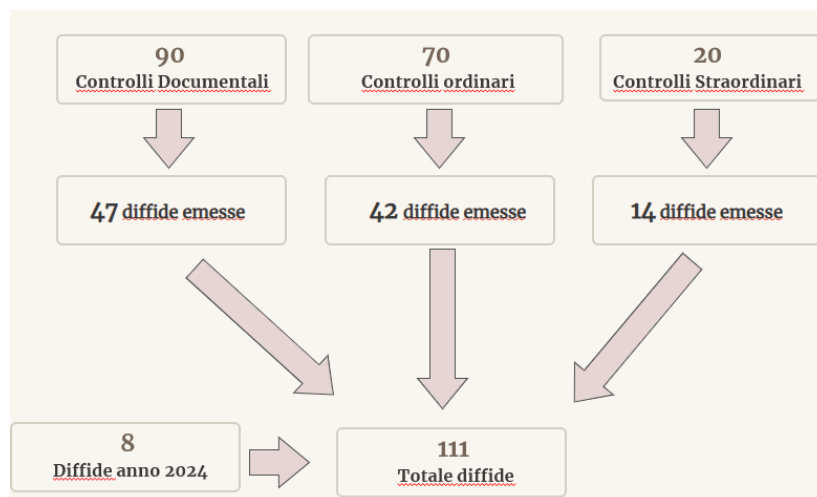 90
Controlli Documentali
70
Controlli ordinari
20
Controlli Straordinari
47 diffide emesse
42 diffide emesse
14 diffide emesse
8
Diffide anno 2024
111
Totale diffide